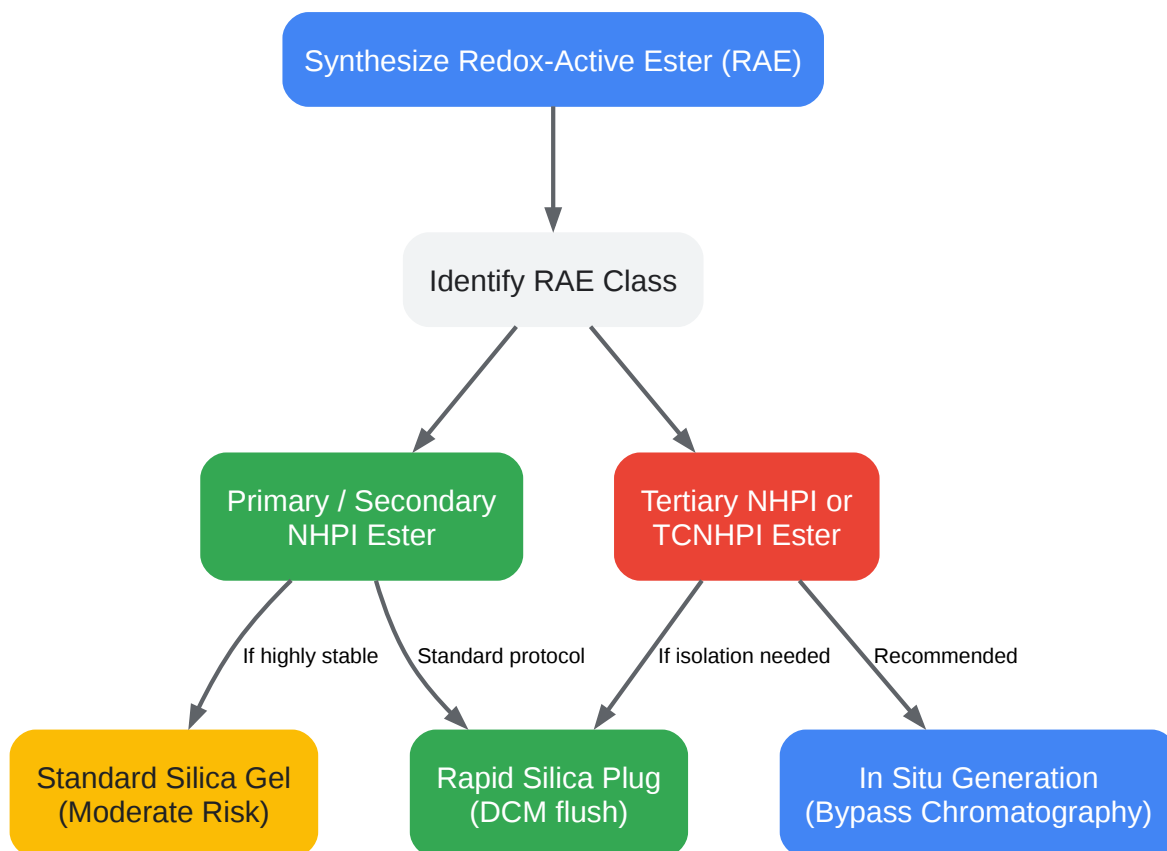 Synthesize Redox-Active Ester (RAE)
Identify RAE Class
Primary / Secondary
NHPI Ester
Tertiary NHPI or
TCNHPI Ester
If highly stable
Standard protocol
If isolation needed
Recommended
Standard Silica Gel
(Moderate Risk)
Rapid Silica Plug
(DCM flush)
In Situ Generation
(Bypass Chromatography)